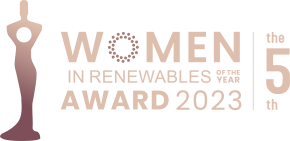 WOMEN
IN RENEWABLES OF THE YEAR
AWARD 2023
the
5
th